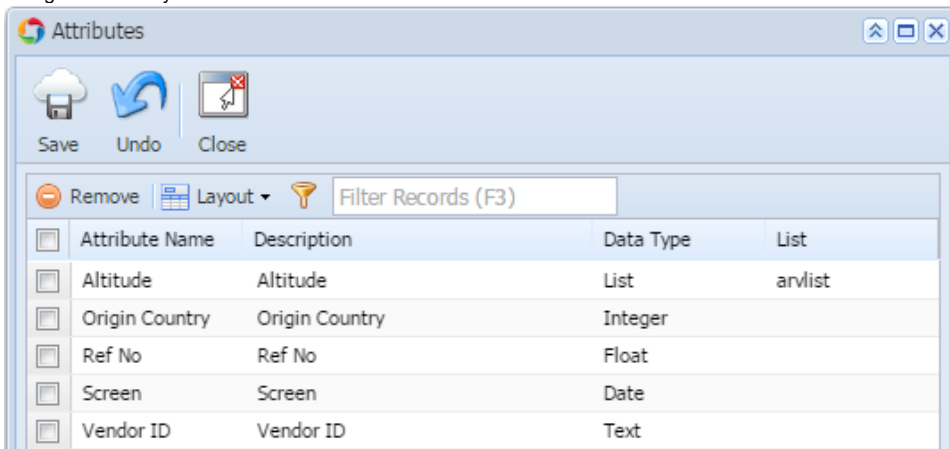 Attributes
Save Undo Close
Remove Layout Filter Records (F3)
Attribute Name Description Data Type List
Altitude Altitude List arvlist
Origin Country Origin Country Integer
Ref No Ref No Float
Screen Screen Date
Vendor ID Vendor ID Text